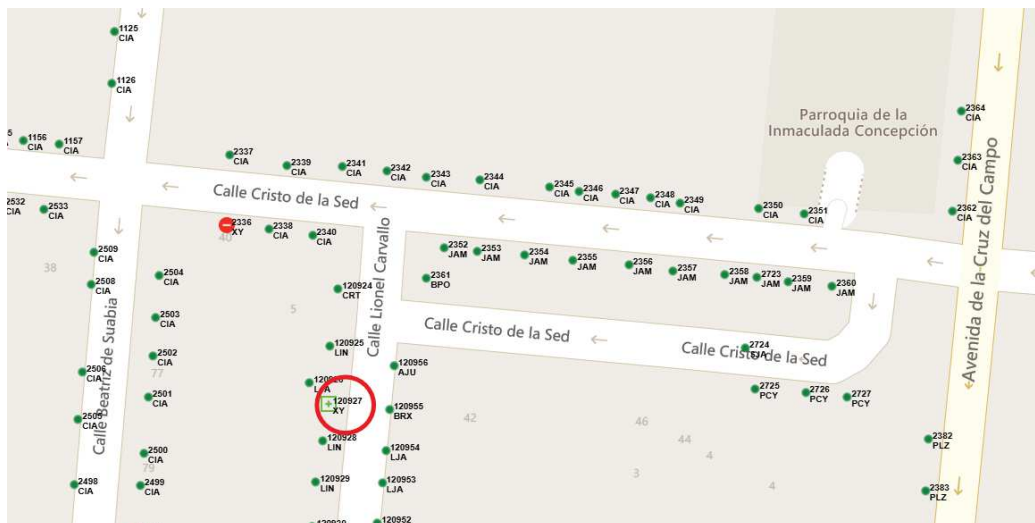 1125
CIA
1126
CIA
1156
CIA
1157
CIA
2337
CIA
2339
CIA
2341
CIA
2342
CIA
2343
CIA
2344
CIA
2345
CIA
2346
CIA
2347
CIA
2348
CIA
2349
CIA
2350
CIA
2351
CIA
2364
CIA
2363
CIA
2362
CIA
Parroquia de la
Inmaculada Concepción
Avenida de la Cruz del Campo
Calle Cristo de la Sed
2532
CIA
2533
CIA
2336
XY
40
2338
CIA
2340
CIA
2352
JAM
2353
JAM
2354
JAM
2355
JAM
2356
JAM
2357
JAM
2358
JAM
2723
JAM
2359
JAM
2360
JAM
2361
BPO
Calle Lionel Carvallo
2509
CIA
2508
CIA
38
2504
CIA
2503
CIA
2502
CIA
77
2501
CIA
2506
CIA
2505
CIA
Calle Beatriz de Suabia
2500
CIA
79
2499
CIA
2498
CIA
5
120924
CRT
120925
LIN
120926
LJA
120927
XY
120928
LIN
120929
LIN
120956
AJU
120955
BRX
120954
LJA
120953
LJA
120952
Calle Cristo de la Sed
Calle Cristo de la Sed
2724
SJA
2725
PCY
2726
PCY
2727
PCY
42
46
44
4
3
4
2382
PLZ
2383
PLZ